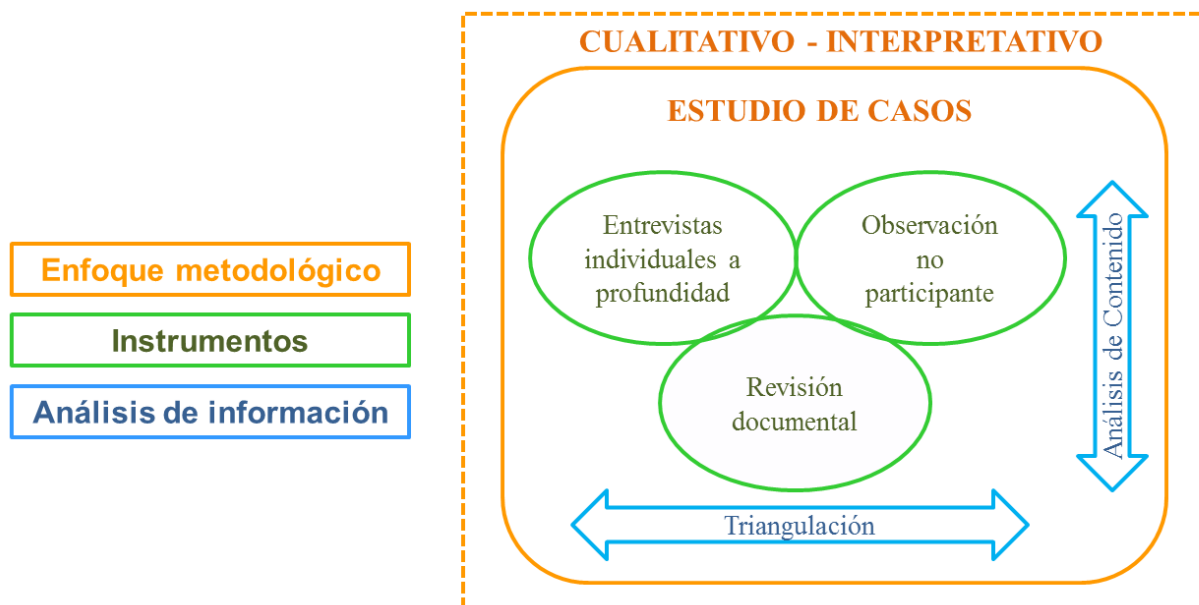 CUALITATIVO - INTERPRETATIVO
ESTUDIO DE CASOS
Entrevistas
individuales a
profundidad
Observación
no
participante
Revisión
documental
Análisis de Contenido
Triangulación
Enfoque metodológico
Instrumentos
Análisis de información